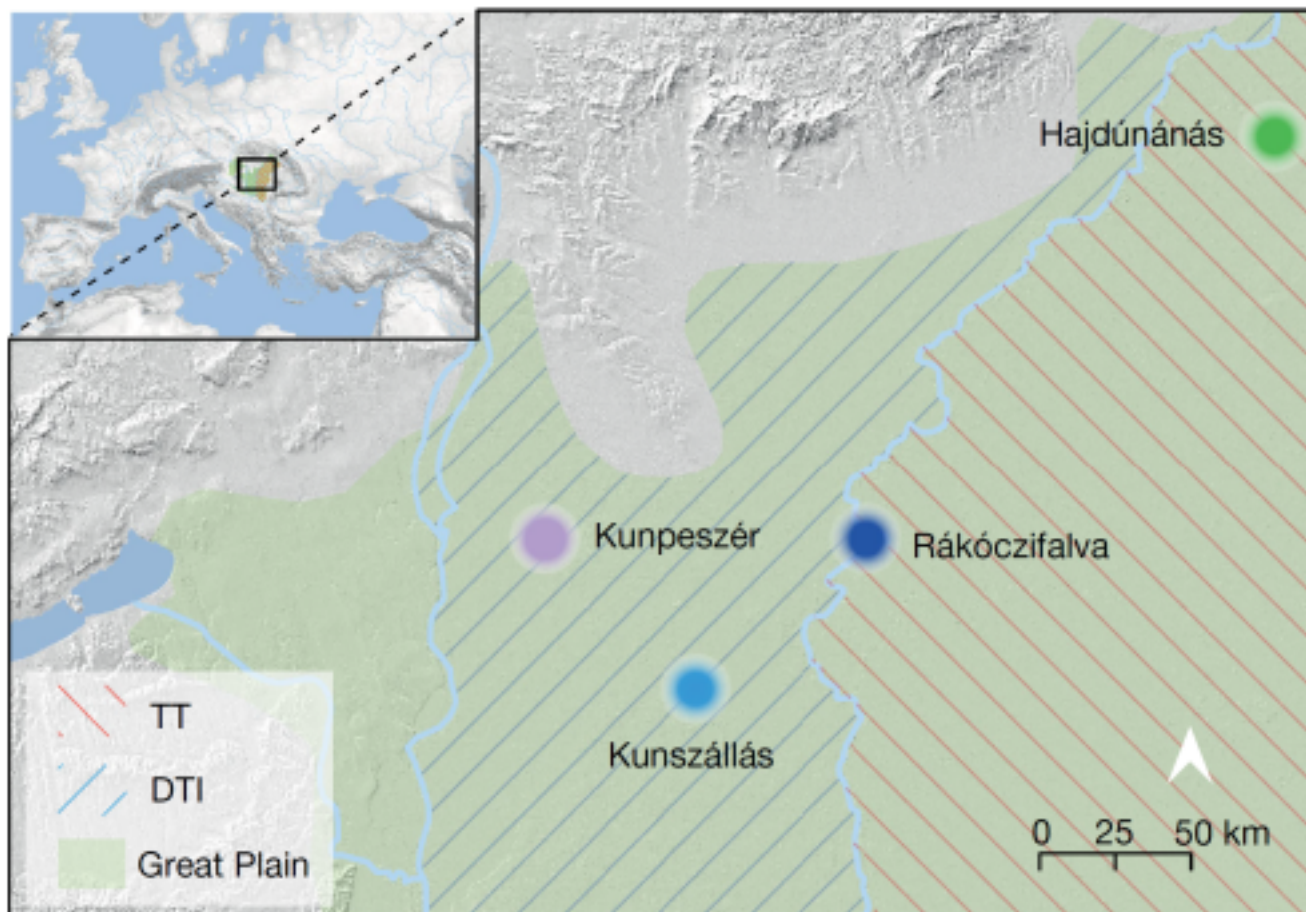 Hajdúnánás
Kunpeszér
Rákóczifalva
Kunszállás
TT
DTI
Great Plain
0 25 50 km